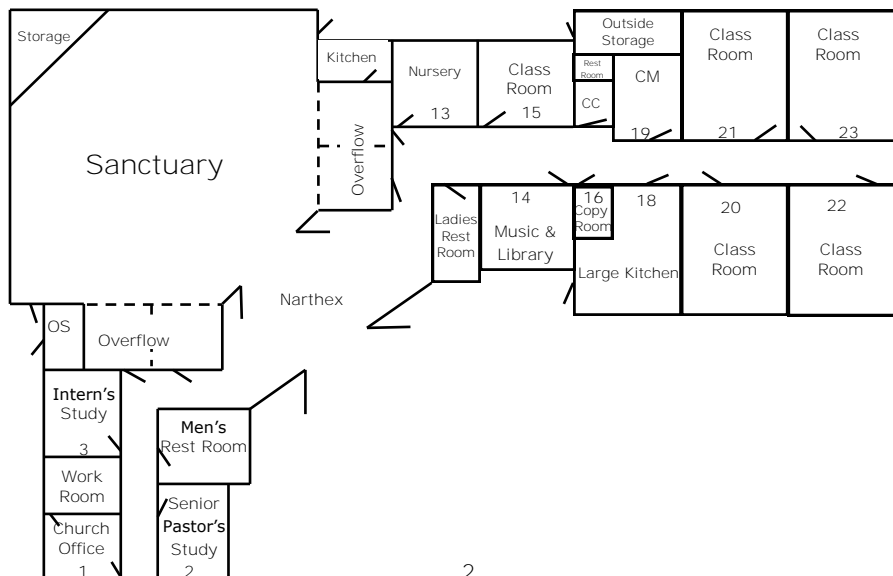 Storage
Sanctuary
Kitchen
Overflow
Nursery
13
Class
Room
15
Outside
Storage
Rest
Room
CC
CM
19
Class
Room
21
Class
Room
23
Ladies
Rest
Room
14
Music &
Library
16
Copy
Room
18
Large Kitchen
20
Class
Room
22
Class
Room
Narthex
OS
Overflow
Intern's
Study
3
Work
Room
Church
Office
1
Men's
Rest Room
Senior
Pastor's
Study
2
2